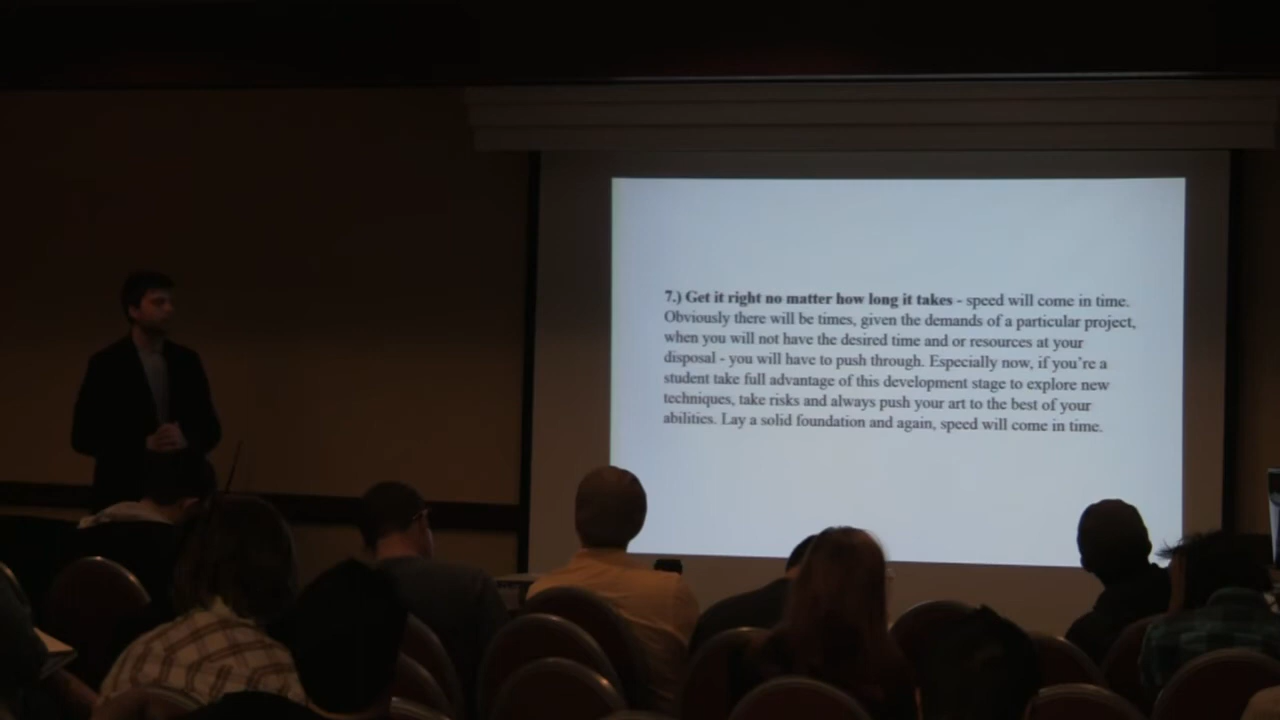 7.) Get it right no matter how long it takes - speed will come in time.
Obviously there will be times, given the demands of a particular project,
when you will not have the desired time and or resources at your
disposal - you will have to push through. Especially now, if you're a
student take full advantage of this development stage to explore new
techniques, take risks and always push your art to the best of your
abilities. Lay a solid foundation and again, speed will come in time.